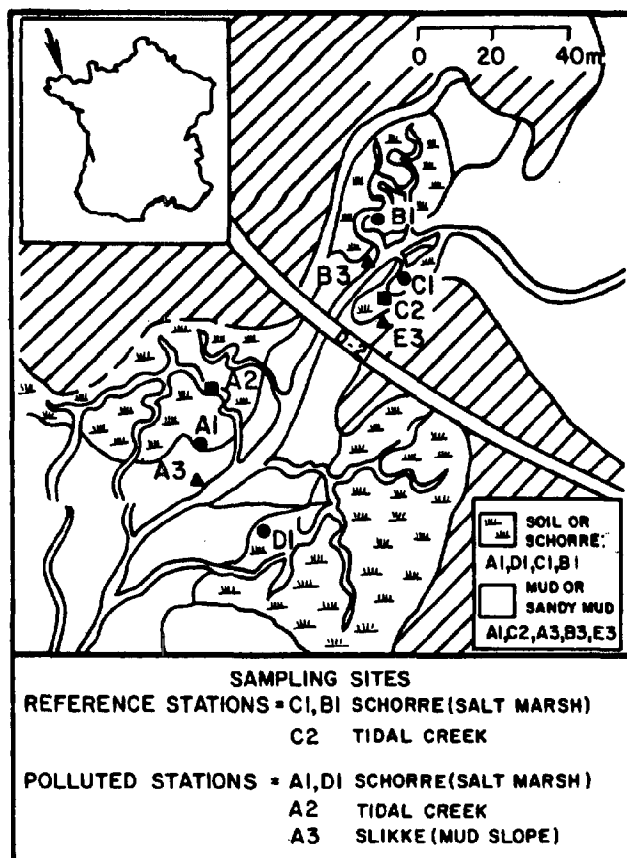 0 20 40m
B1
B3
C1
C2
E3
D-2
A2
A1
A3
D1
SOIL OR
SCHORRE:
A1,D1,C1,B1
MUD OR
SANDY MUD
A1,C2,A3,B3,E3
SAMPLING SITES
REFERENCE STATIONS = C1,B1 SCHORRE(SALT MARSH)
C2 TIDAL CREEK
POLLUTED STATIONS = A1,D1 SCHORRE(SALT MARSH)
A2 TIDAL CREEK
A3 SLIKKE(MUD SLOPE)